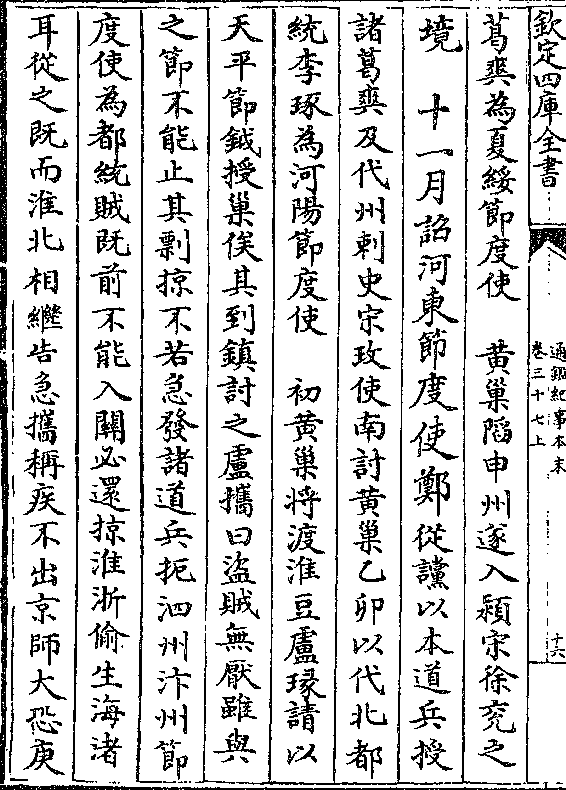 欽定四庫全書
通鑑紀事本末
卷三十七上
十六
葛爽為夏綏節度使　黄巢䧟申州遂入潁宋徐兖之
境　十一月詔河東節度使鄭從讜以本道兵授
諸葛爽及代州刺史宋玫使南討黄巢乙卯以代北都
統李琢為河陽節度使　初黄巢将渡淮豆盧瑑請以
天平節鉞授巢俟其到鎮討之盧攜曰盗賊無厭雖與
之節不能止其剽掠不若急發諸道兵扼泗州汴州節
度使為都統賊既前不能入闗必還掠淮浙偷生海渚
耳從之既而淮北相繼告急攜稱疾不出京師大恐庚